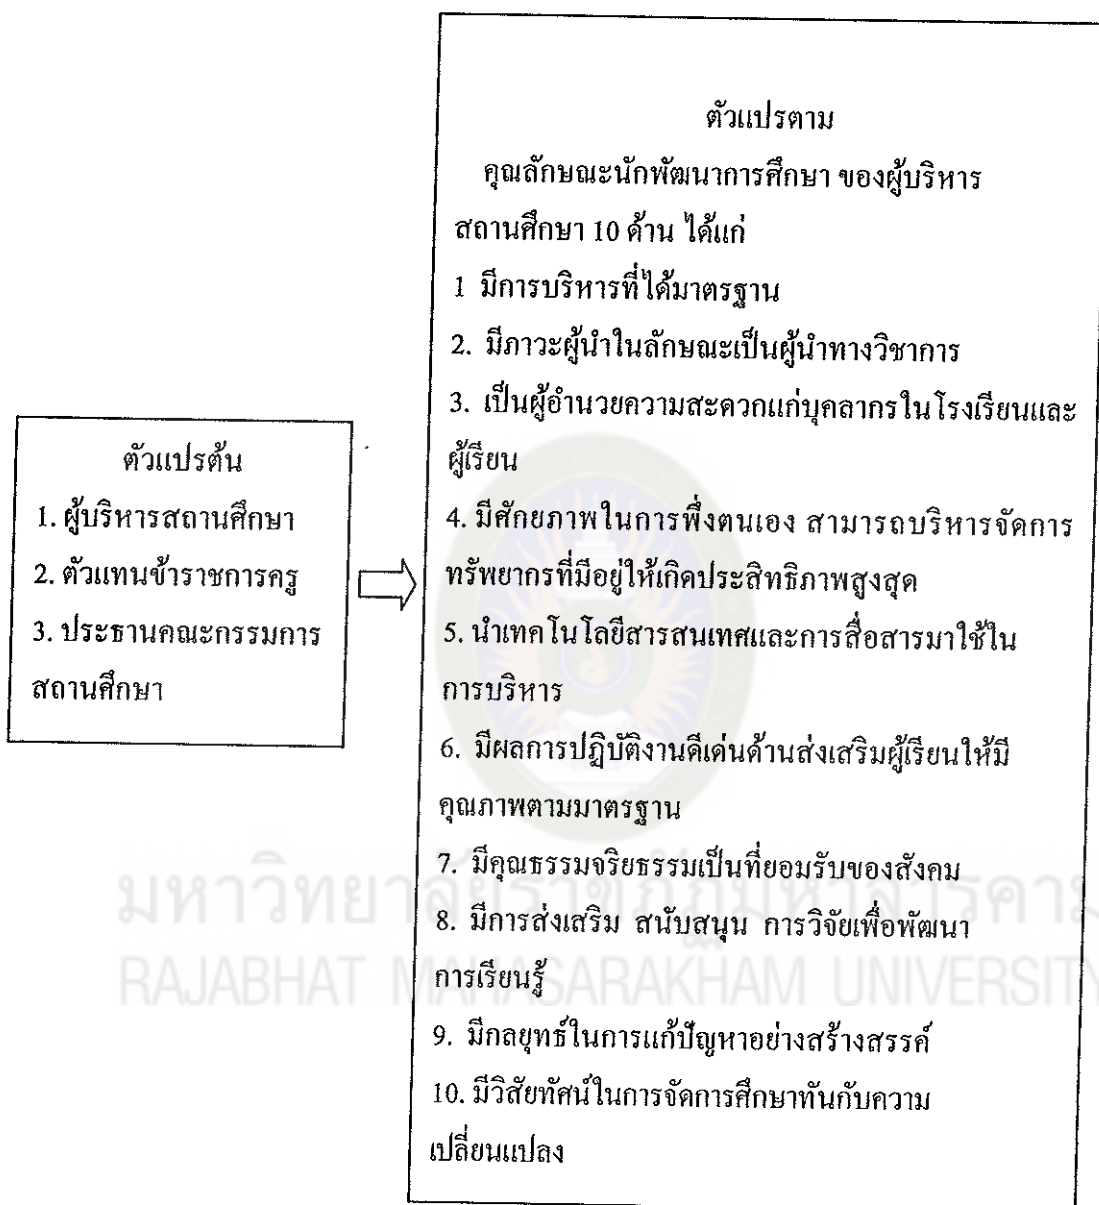 ตัวแปรต้น
1. ผู้บริหารสถานศึกษา
2. ตัวแทนข้าราชการครู
3. ประธานคณะกรรมการ
สถานศึกษา
ตัวแปรตาม
คุณลักษณะนักพัฒนาการศึกษา ของผู้บริหาร
สถานศึกษา 10 ด้าน ได้แก่
1 มีการบริหารที่ได้มาตรฐาน
2. มีภาวะผู้นำในลักษณะเป็นผู้นำทางวิชาการ
3. เป็นผู้อำนวยความสะดวกแก่บุคลากรในโรงเรียนและ
ผู้เรียน
4. มีศักยภาพในการพึ่งตนเอง สามารถบริหารจัดการ
ทรัพยากรที่มีอยู่ให้เกิดประสิทธิภาพสูงสุด
5. นำเทคโนโลยีสารสนเทศและการสื่อสารมาใช้ใน
การบริหาร
6. มีผลการปฏิบัติงานดีเด่นด้านส่งเสริมผู้เรียนให้มี
คุณภาพตามมาตรฐาน
7. มีคุณธรรมจริยธรรมเป็นที่ยอมรับของสังคม
8. มีการส่งเสริม สนับสนุน การวิจัยเพื่อพัฒนา
การเรียนรู้
9. มีกลยุทธ์ในการแก้ปัญหาอย่างสร้างสรรค์
10. มีวิสัยทัศน์ในการจัดการศึกษาทันกับความ
เปลี่ยนแปลง
มหาวิทยาลัยราชภัฏมหาสารคาม
RAJABHAT MAHASARAKHAM UNIVERSITY